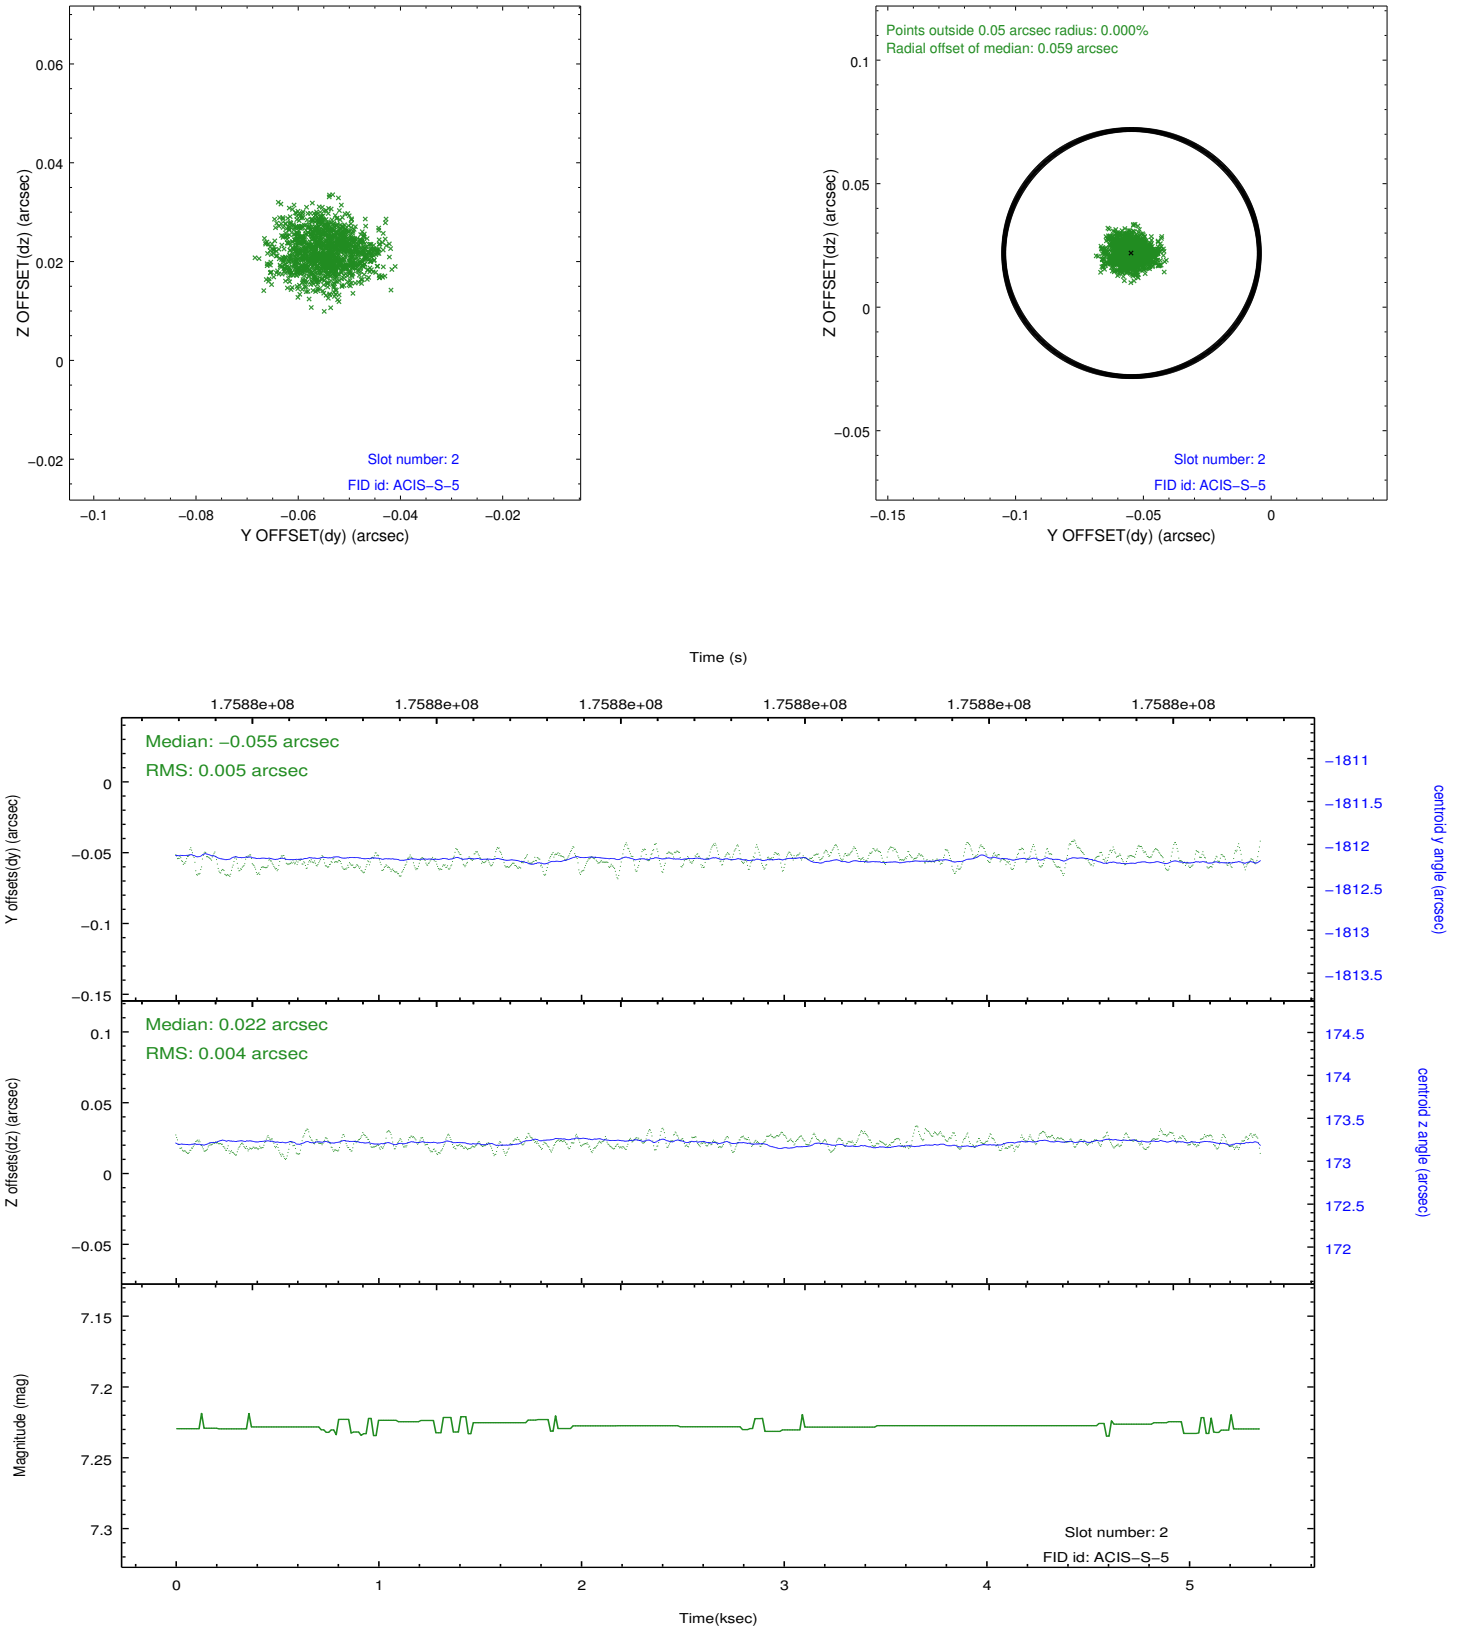 0.06
0.04
0.02
0
−0.02
Z OFFSET(dz) (arcsec)
Slot number: 2
FID id: ACIS−S−5
−0.1 −0.08 −0.06 −0.04 −0.02
Y OFFSET(dy) (arcsec)
Points outside 0.05 arcsec radius: 0.000%
Radial offset of median: 0.059 arcsec
0.1
0.05
0
−0.05
Z OFFSET(dz) (arcsec)
Slot number: 2
FID id: ACIS−S−5
−0.15 −0.1 −0.05 0
Y OFFSET(dy) (arcsec)
Time (s)
1.7588e+08 1.7588e+08 1.7588e+08 1.7588e+08 1.7588e+08 1.7588e+08
Median: −0.055 arcsec
RMS: 0.005 arcsec
0
−0.05
−0.1
−0.15
Y offsets(dy) (arcsec)
−1811
−1811.5
−1812
−1812.5
−1813
−1813.5
centroid y angle (arcsec)
Median: 0.022 arcsec
RMS: 0.004 arcsec
0.1
0.05
0
−0.05
Z offsets(dz) (arcsec)
174.5
174
173.5
173
172.5
172
centroid z angle (arcsec)
7.15
7.2
7.25
7.3
Magnitude (mag)
Slot number: 2
FID id: ACIS−S−5
0 1 2 3 4 5
Time(ksec)